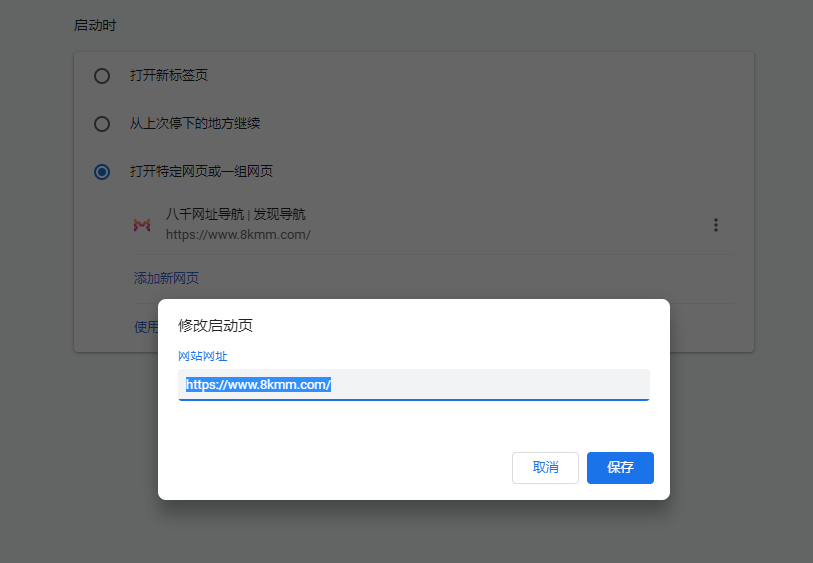 启动时
打开新标签页
从上次停下的地方继续
打开特定网页或一组网页
八千网址导航 | 发现导航
https://www.8kmm.com/
添加新网页
使用
修改启动页
网站网址
https://www.8kmm.com/
取消
保存